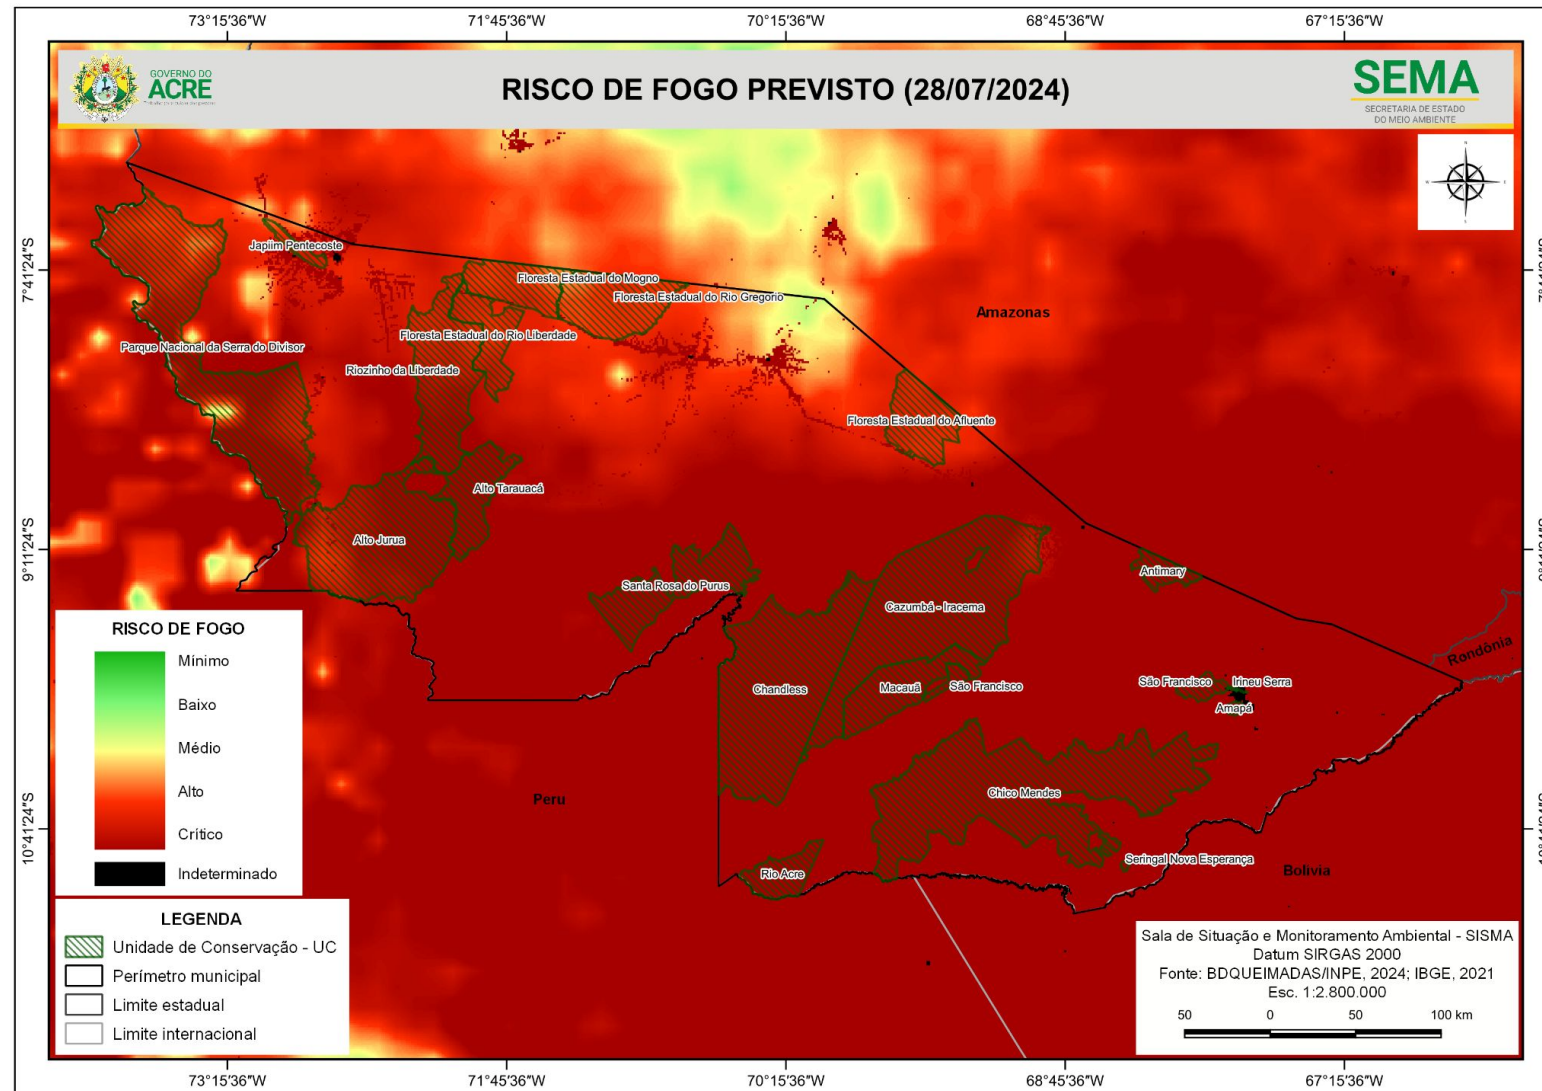 73°15'36"W
71°45'36"W
70°15'36"W
68°45'36"W
67°15'36"W
GOVERNO DO
ACRE
RISCO DE FOGO PREVISTO (28/07/2024)
SEMA
SECRETARIA DE ESTADO
DO MEIO AMBIENTE
N
7°41'24"S
9°11'24"S
10°41'24"S
Japiim Pentecoste
Floresta Estadual do Mogno
Floresta Estadual do Rio Gregório
Amazonas
Floresta Estadual do Rio Liberdade
Parque Nacional da Serra do Divisor
Riozinho da Liberdade
Floresta Estadual do Afluente
Alto Tarauacá
Alto Jurua
Antimary
Santa Rosa do Purus
Cazumbá - Iracema
Rondônia
Chandless
Macauã
São Francisco
São Francisco
Irineu Serra
Amapá
Peru
Chico Mendes
Seringal Nova Esperança
Rio Acre
Bolivia
RISCO DE FOGO
Mínimo
Baixo
Médio
Alto
Crítico
Indeterminado
LEGENDA
Unidade de Conservação - UC
Perímetro municipal
Limite estadual
Limite internacional
Sala de Situação e Monitoramento Ambiental - SISMA
Datum SIRGAS 2000
Fonte: BDQUEIMADAS/INPE, 2024; IBGE, 2021
Esc. 1:2.800.000
50 0 50 100 km
73°15'36"W
71°45'36"W
70°15'36"W
68°45'36"W
67°15'36"W